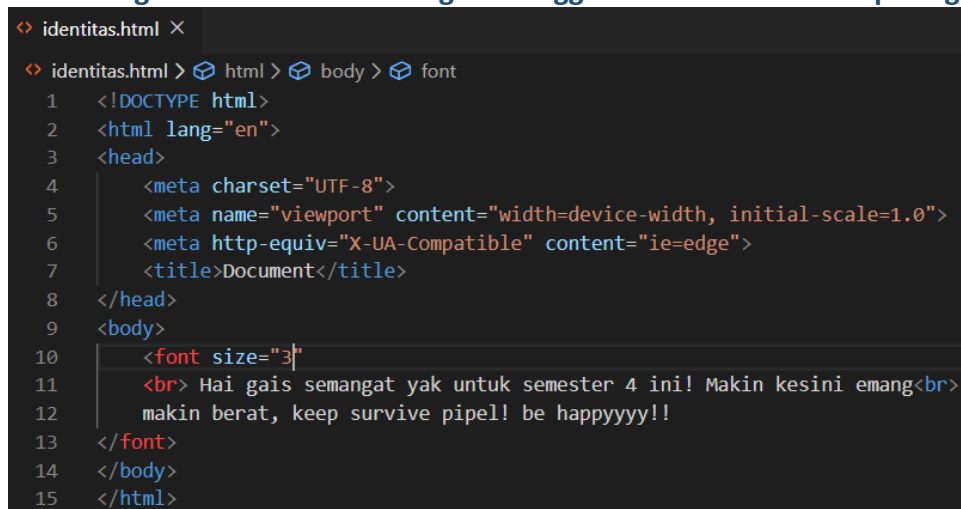 identitas.html ×
identitas.html > html > body > font
1 <!DOCTYPE html>
2 <html lang="en">
3 <head>
4 <meta charset="UTF-8">
5 <meta name="viewport" content="width=device-width, initial-scale=1.0">
6 <meta http-equiv="X-UA-Compatible" content="ie=edge">
7 <title>Document</title>
8 </head>
9 <body>
10 <font size="3"
11 <br> Hai gais semangat yak untuk semester 4 ini! Makin kesini emang<br>
12 makin berat, keep survive pipel! be happyyyy!!
13 </font>
14 </body>
15 </html>